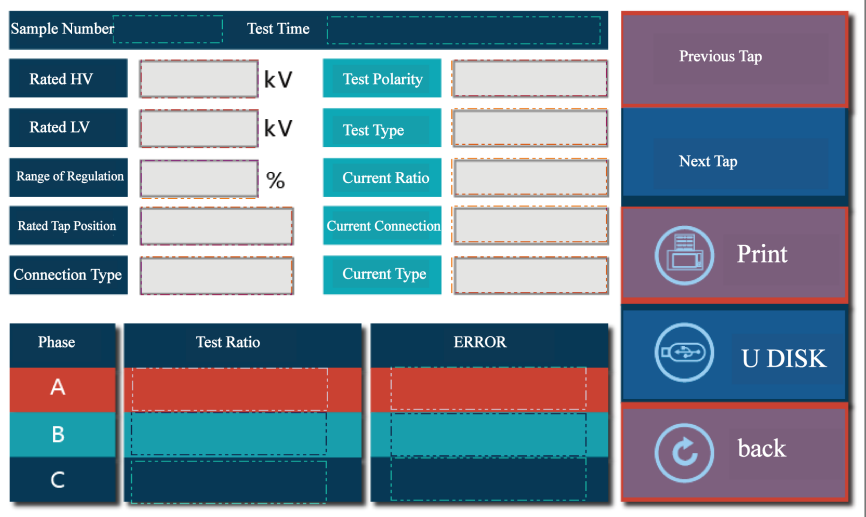 Sample Number Test Time
Rated HV kV Test Polarity
Rated LV kV Test Type
Range of Regulation % Current Ratio
Rated Tap Position Current Connection
Connection Type Current Type
Phase Test Ratio ERROR
A
B
C
Previous Tap
Next Tap
Print
U DISK
back